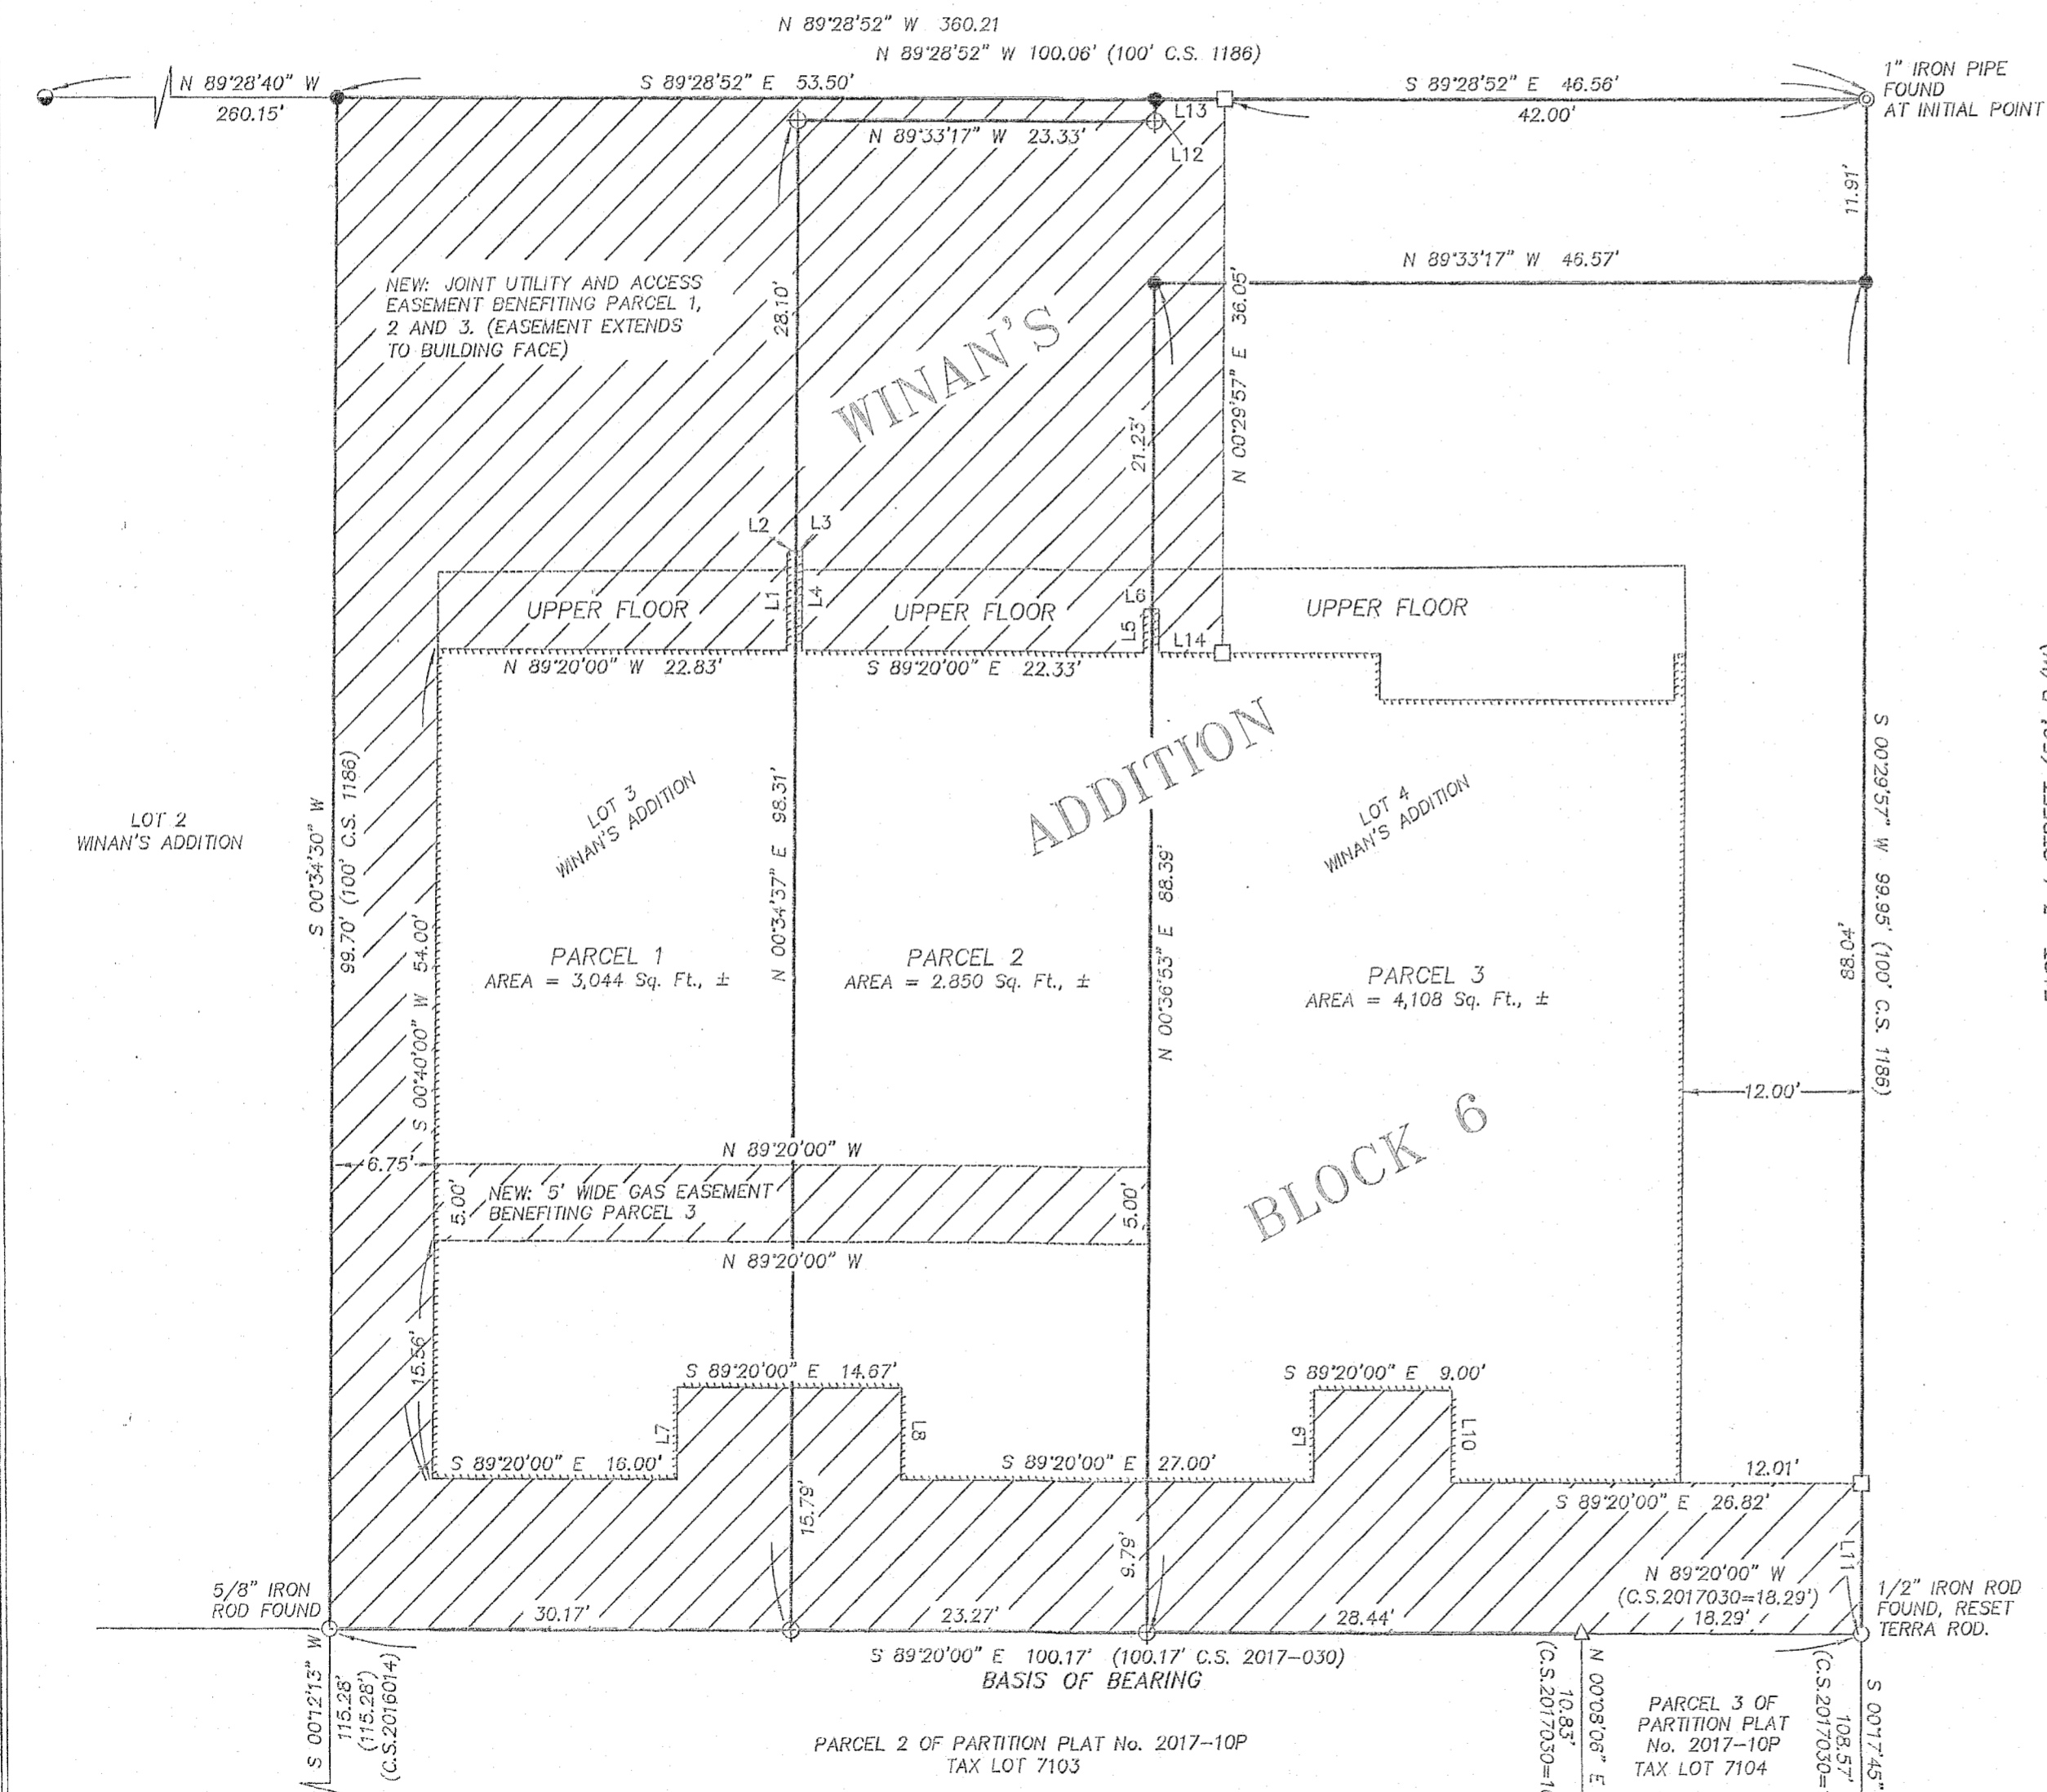 N 89°28'52" W 360.21
N 89°28'52" W 100.06' (100' C.S. 1186)
N 89°28'40" W
260.15'
S 89°28'52" E 53.50'
S 89°28'52" E 46.56'
42.00'
1" IRON PIPE
FOUND
AT INITIAL POINT
L13
N 89°33'17" W 23.33'
L12
11.91'
N 89°33'17" W 46.57'
NEW: JOINT UTILITY AND ACCESS
EASEMENT BENEFITING PARCEL 1,
2 AND 3. (EASEMENT EXTENDS
TO BUILDING FACE)
28.10'
WINAN'S
N 00°29'57" E 36.05'
21.23'
L2
L3
L1
L4
L6
L5
L14
UPPER FLOOR
UPPER FLOOR
UPPER FLOOR
N 89°20'00" W 22.83'
S 89°20'00" E 22.33'
ADDITION
LOT 2
WINAN'S ADDITION
S 00°34'30" W
99.70' (100' C.S. 1186)
S 00°40'00" W 54.00'
LOT 3
WINAN'S ADDITION
N 00°34'37" E 98.31'
N 00°36'53" E 88.39'
LOT 4
WINAN'S ADDITION
S 00°29'57" W 99.95' (100' C.S. 1186)
88.04'
PARCEL 1
AREA = 3,044 Sq. Ft., ±
PARCEL 2
AREA = 2.850 Sq. Ft., ±
PARCEL 3
AREA = 4,108 Sq. Ft., ±
12.00'
BLOCK 6
N 89°20'00" W
6.75'
5.00'
NEW: 5' WIDE GAS EASEMENT
BENEFITING PARCEL 3
5.00'
N 89°20'00" W
15.56'
S 89°20'00" E 14.67'
S 89°20'00" E 9.00'
L7
L8
L9
L10
S 89°20'00" E 16.00'
S 89°20'00" E 27.00'
12.01'
S 89°20'00" E 26.82'
15.79'
9.79'
L11
N 89°20'00" W
(C.S.2017030=18.29')
18.29'
5/8" IRON
ROD FOUND
30.17'
23.27'
28.44'
1/2" IRON ROD
FOUND, RESET
TERRA ROD.
S 89°20'00" E 100.17' (100.17' C.S. 2017-030)
BASIS OF BEARING
S 00°12'13" W
115.28'
(115.28')
(C.S.2016014)
PARCEL 2 OF PARTITION PLAT No. 2017-10P
TAX LOT 7103
N 00°08'06" E
10.83'
(C.S.2017030=
PARCEL 3 OF
PARTITION PLAT
No. 2017-10P
TAX LOT 7104
S 00°17'45"
108.57'
(C.S.2017030=